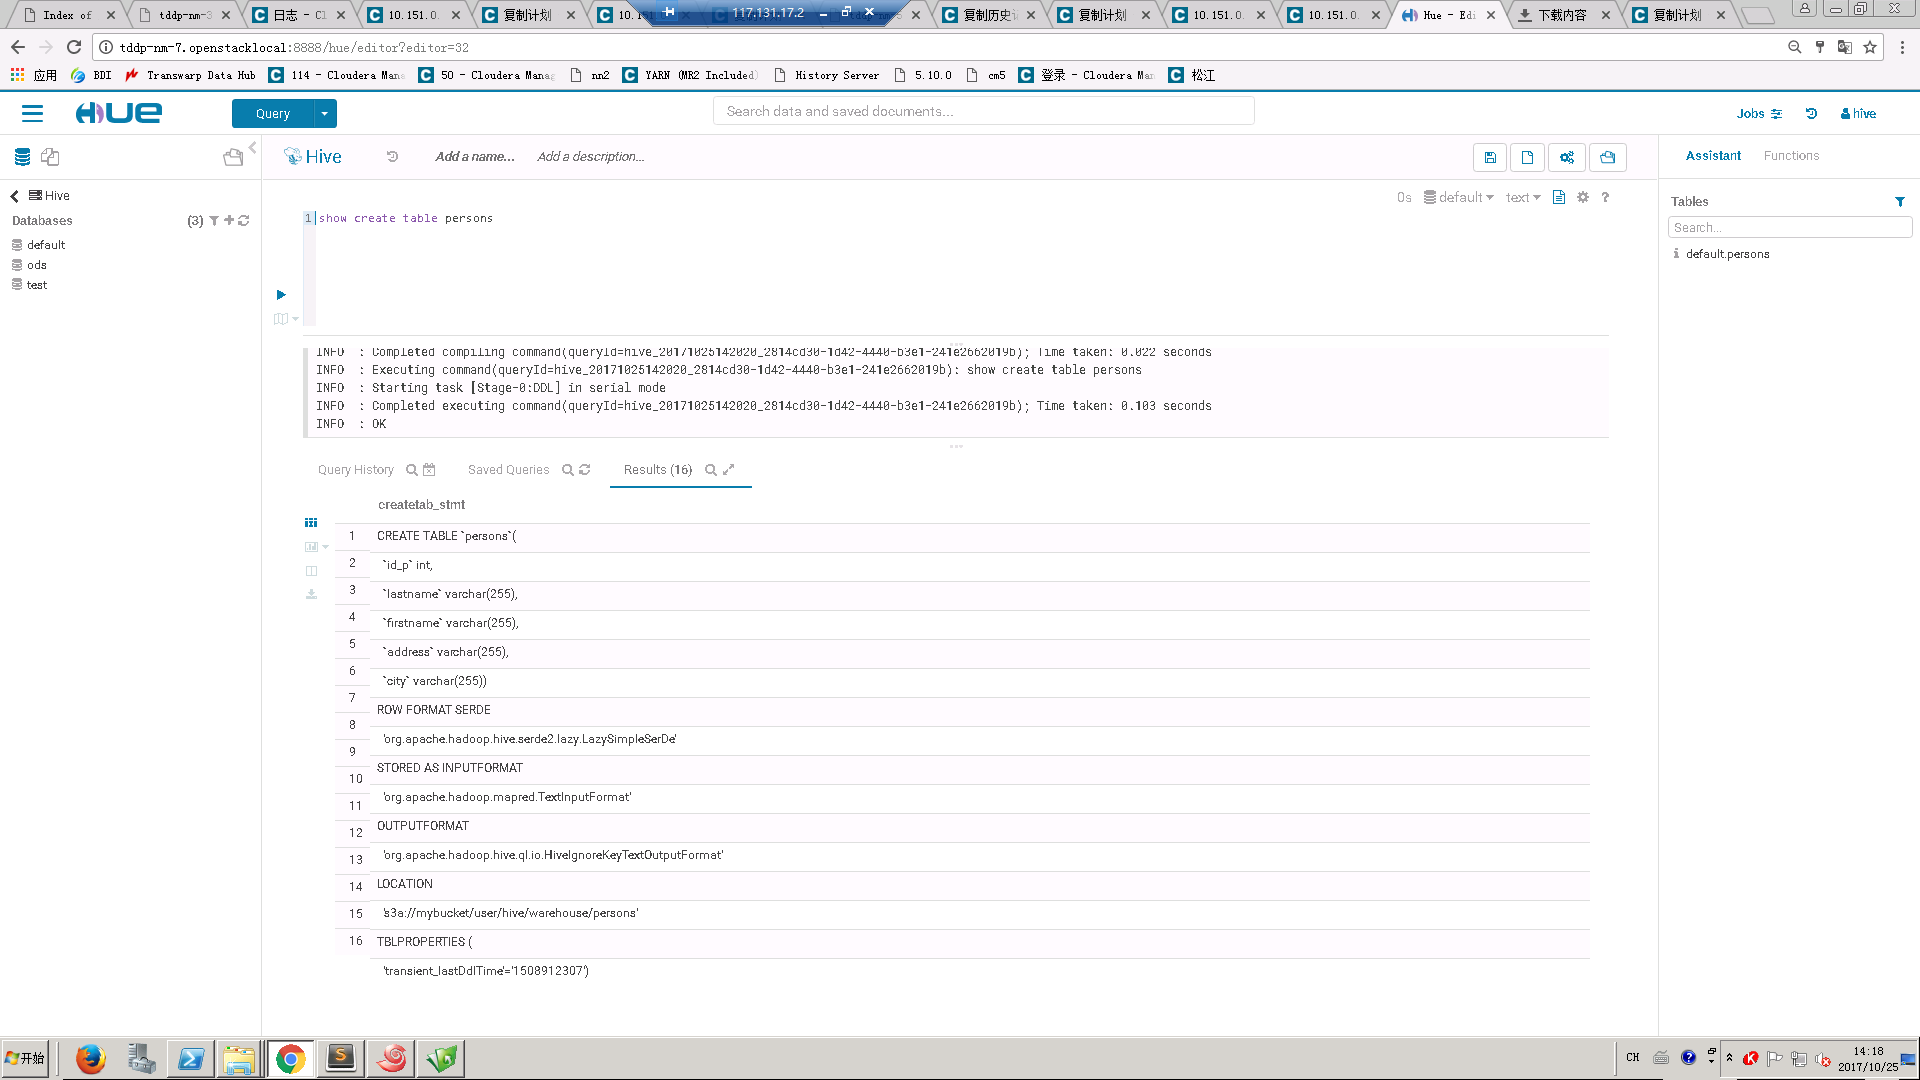 Index of
tddp-nm-3
日志 - Cl
10.151.0.
复制计划
10.15
117.131.17.2
复制历史
复制计划
10.151.0.
10.151.0.
Hue - Edi
下载内容
复制计划
tddp-nm-7.openstacklocal:8888/hue/editor?editor=32
应用
BDI
Transwarp Data Hub
114 - Cloudera Mana
50 - Cloudera Manag
nn2
YARN (MR2 Included)
History Server
5.10.0
cm5
登录 - Cloudera Man
松江
HUE
Query
Search data and saved documents...
Jobs
hive
Hive
Add a name...
Add a description...
Assistant
Functions
Hive
Databases
(3)
default
ods
test
0s
default
text
?
1
show create table persons
Tables
Search...
default.persons
INFO  : Completed compiling command(queryId=hive_20171025142020_2814cd30-1d42-4440-b3e1-241e2662019b); Time taken: 0.022 seconds
INFO  : Executing command(queryId=hive_20171025142020_2814cd30-1d42-4440-b3e1-241e2662019b): show create table persons
INFO  : Starting task [Stage-0:DDL] in serial mode
INFO  : Completed executing command(queryId=hive_20171025142020_2814cd30-1d42-4440-b3e1-241e2662019b); Time taken: 0.103 seconds
INFO  : OK
Query History
Saved Queries
Results (16)
createtab_stmt
1 CREATE TABLE `persons`(
2 `id_p` int,
3 `lastname` varchar(255),
4 `firstname` varchar(255),
5 `address` varchar(255),
6 `city` varchar(255))
7 ROW FORMAT SERDE
8 'org.apache.hadoop.hive.serde2.lazy.LazySimpleSerDe'
9 STORED AS INPUTFORMAT
10 'org.apache.hadoop.mapred.TextInputFormat'
11 OUTPUTFORMAT
12 'org.apache.hadoop.hive.ql.io.HiveIgnoreKeyTextOutputFormat'
13 LOCATION
14 's3a://mybucket/user/hive/warehouse/persons'
15 TBLPROPERTIES (
16 'transient_lastDdlTime'='1508912307')
开始
CH
14:18
2017/10/25